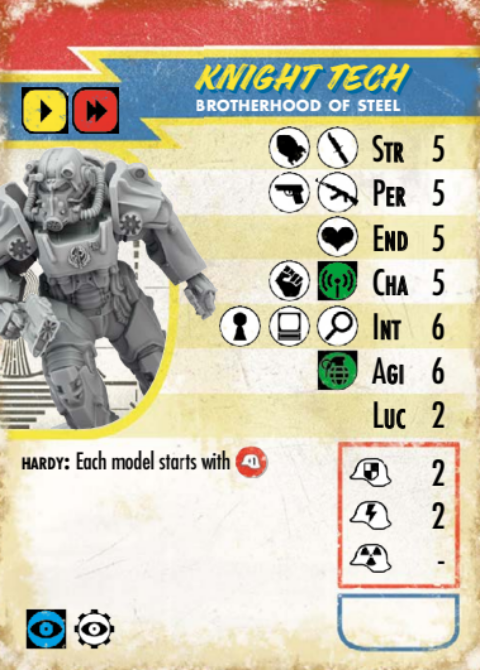 KNIGHT TECH
BROTHERHOOD OF STEEL
STR 5
PER 5
END 5
CHA 5
INT 6
AGI 6
LUC 2
HARDY: Each model starts with +1
2
2
-